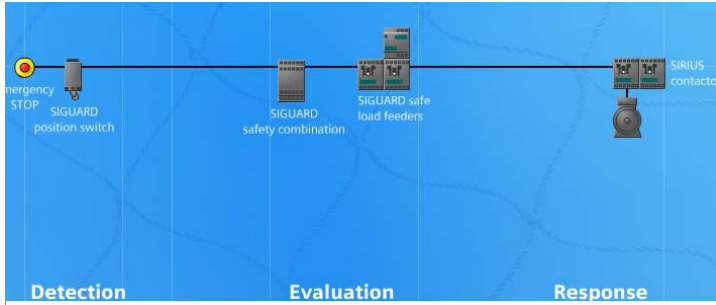 mergency
STOP
SIGUARD
position switch
SIGUARD
safety combination
SIGUARD safe
load feeders
SIRIUS
contacto
Detection
Evaluation
Response